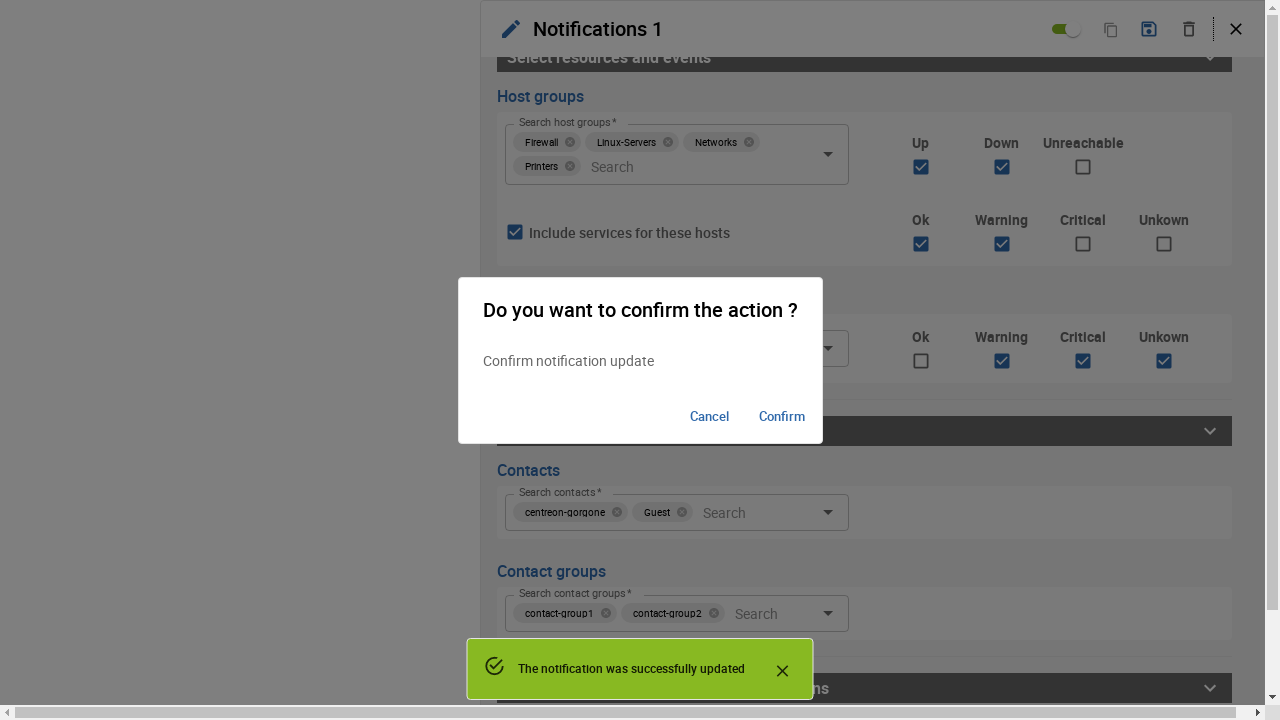 Notifications 1
Select resources and events
Host groups
Search host groups *
Firewall
Linux-Servers
Networks
Printers
Search
Up
Down
Unreachable
Include services for these hosts
Ok
Warning
Critical
Unkown
Do you want to confirm the action ?
Confirm notification update
Cancel
Confirm
Ok
Warning
Critical
Unkown
Contacts
Search contacts *
centreon-gorgone
Guest
Search
Contact groups
Search contact groups *
contact-group1
contact-group2
Search
The notification was successfully updated